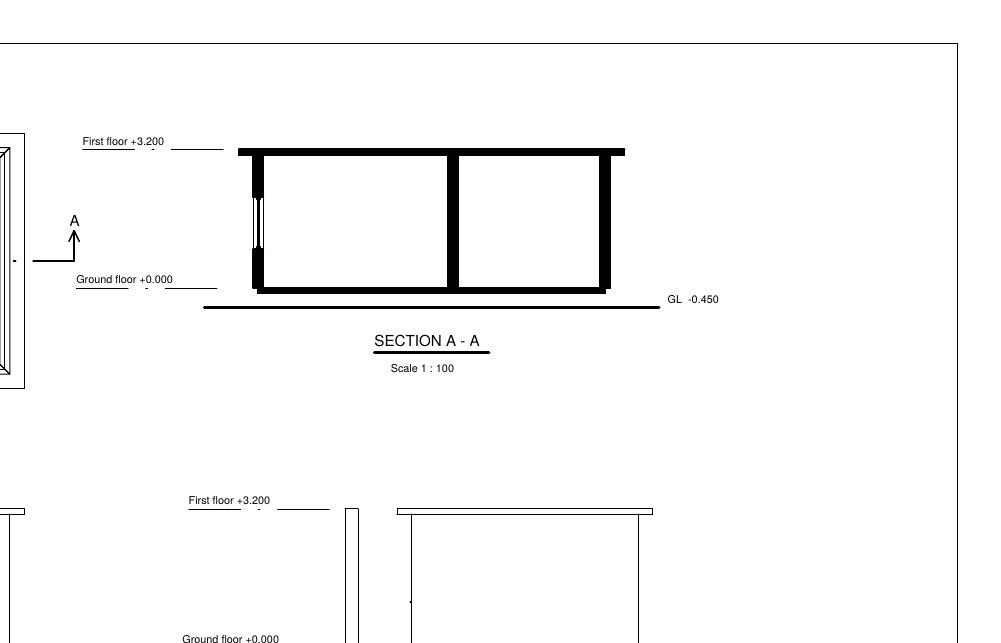 First floor +3.200
A
Ground floor +0.000
GL -0.450
SECTION A - A
Scale 1 : 100
First floor +3.200
Ground floor +0.000